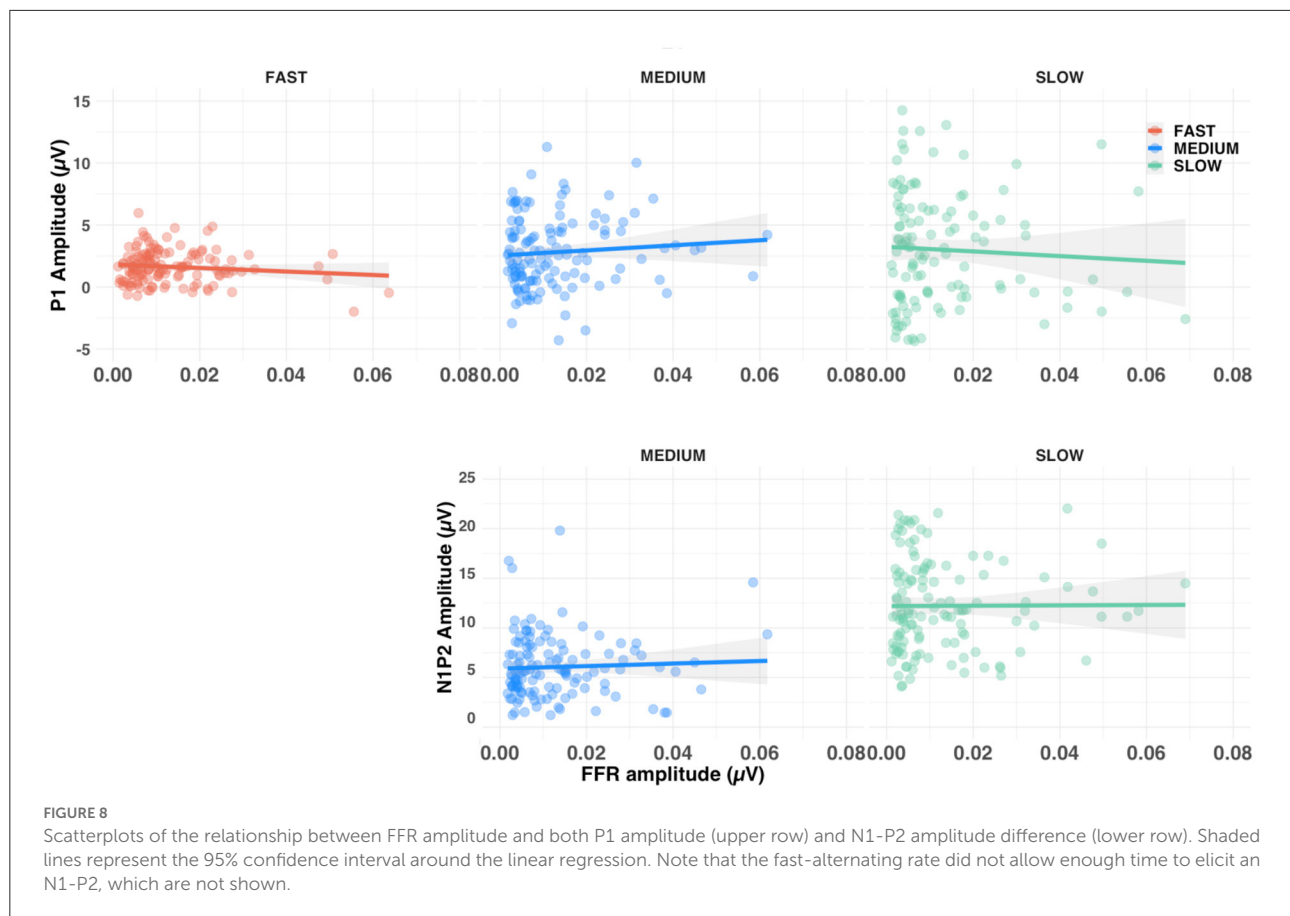 FAST
MEDIUM
SLOW
15
10
5
0
-5
P1 Amplitude (µV)
FAST
MEDIUM
SLOW
0.00 0.02 0.04 0.06 0.08
0.00 0.02 0.04 0.06 0.08
0.00 0.02 0.04 0.06 0.08
MEDIUM
SLOW
25
20
15
10
5
0
N1P2 Amplitude (µV)
0.00 0.02 0.04 0.06 0.08
0.00 0.02 0.04 0.06 0.08
FFR amplitude (µV)
FIGURE 8
Scatterplots of the relationship between FFR amplitude and both P1 amplitude (upper row) and N1-P2 amplitude difference (lower row). Shaded
lines represent the 95% confidence interval around the linear regression. Note that the fast-alternating rate did not allow enough time to elicit an
N1-P2, which are not shown.